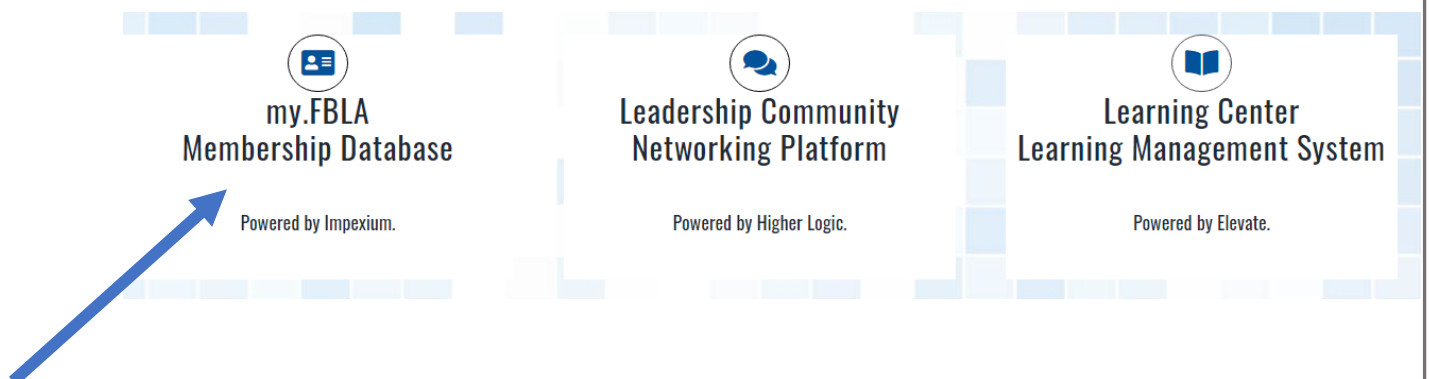 my.FBLA
Membership Database
Powered by Impexium.
Leadership Community
Networking Platform
Powered by Higher Logic.
Learning Center
Learning Management System
Powered by Elevate.